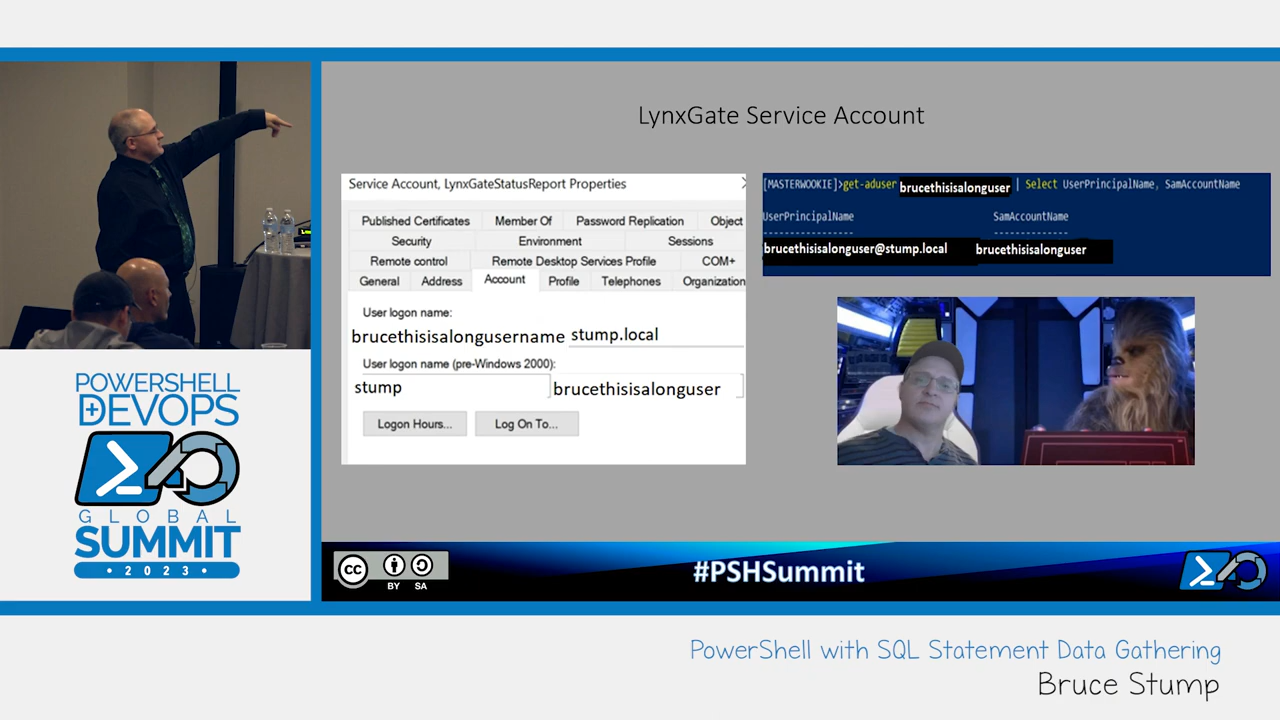 LynxGate Service Account
Service Account, LynxGateStatusReport Properties
Published Certificates Member Of Password Replication Object
Security Environment Sessions
Remote control Remote Desktop Services Profile COM+
General Address Account Profile Telephones Organization
User logon name:
brucethisisalongusername stump.local
User logon name (pre-Windows 2000):
stump brucethisisalonguser
Logon Hours... Log On To...
[MASTERWOOKIE]>get-aduser brucethisisalonguser | Select UserPrincipalName, SamAccountName
UserPrincipalName SamAccountName
----------------- --------------
brucethisisalonguser@stump.local brucethisisalonguser
POWERSHELL
+DEVOPS
GLOBAL
SUMMIT
• 2023 •
cc
BY SA
#PSHSummit
PowerShell with SQL Statement Data Gathering
Bruce Stump